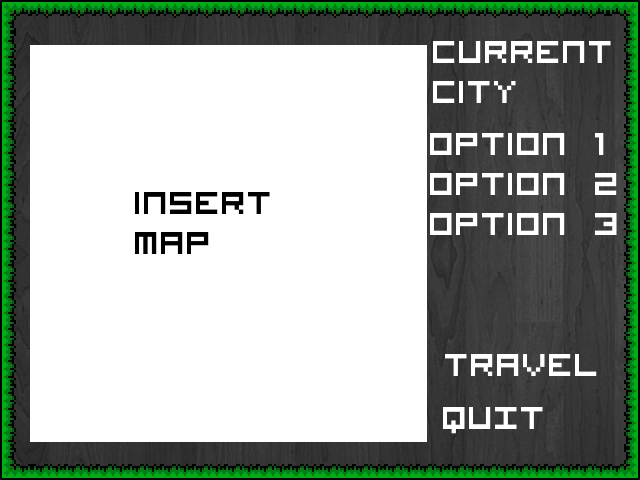 INSERT
MAP
CURRENT
CITY
OPTION 1
OPTION 2
OPTION 3
TRAVEL
QUIT